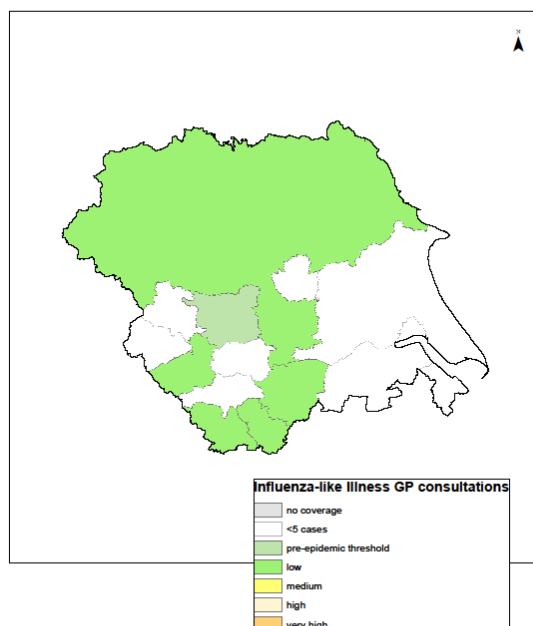 N
Influenza-like Illness GP consultations
no coverage
<5 cases
pre-epidemic threshold
low
medium
high
very high